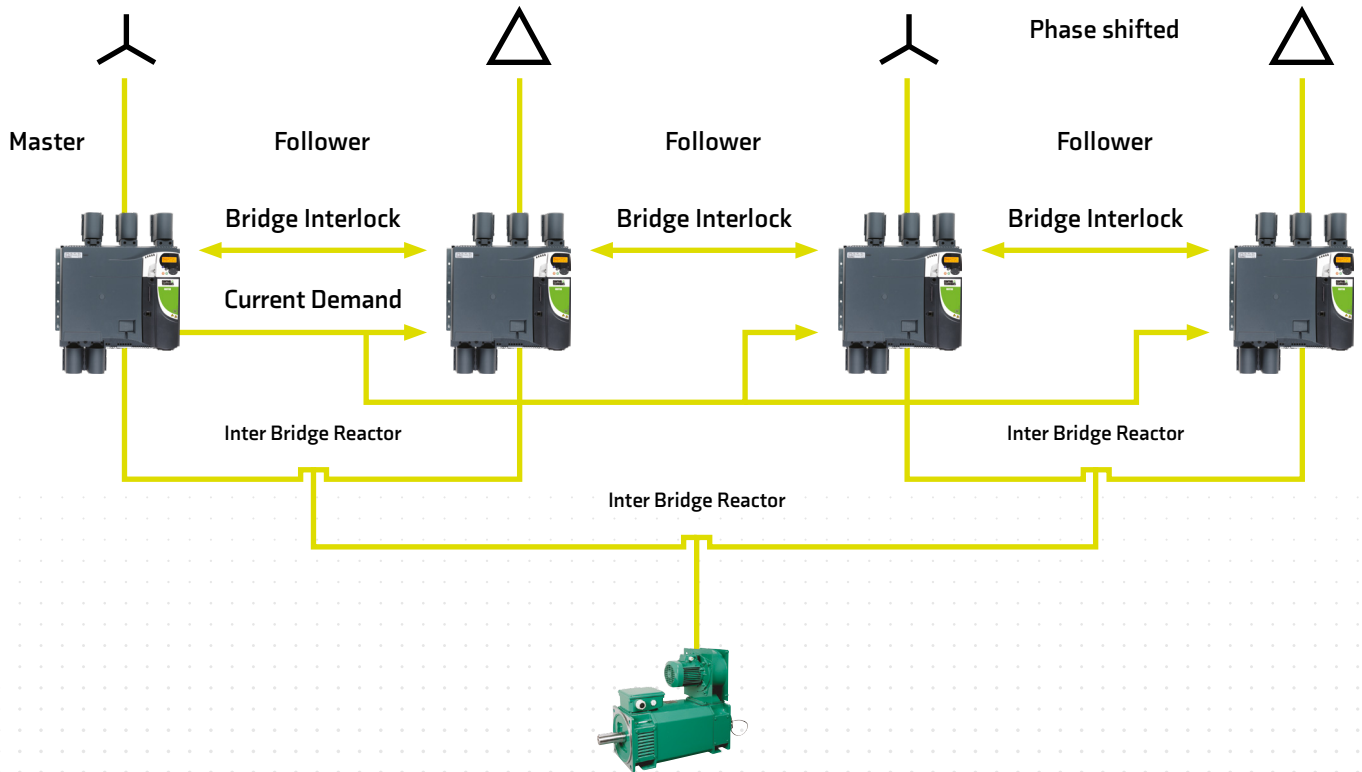 Phase shifted
Master
Follower
Follower
Follower
Bridge Interlock
Bridge Interlock
Bridge Interlock
Current Demand
Inter Bridge Reactor
Inter Bridge Reactor
Inter Bridge Reactor